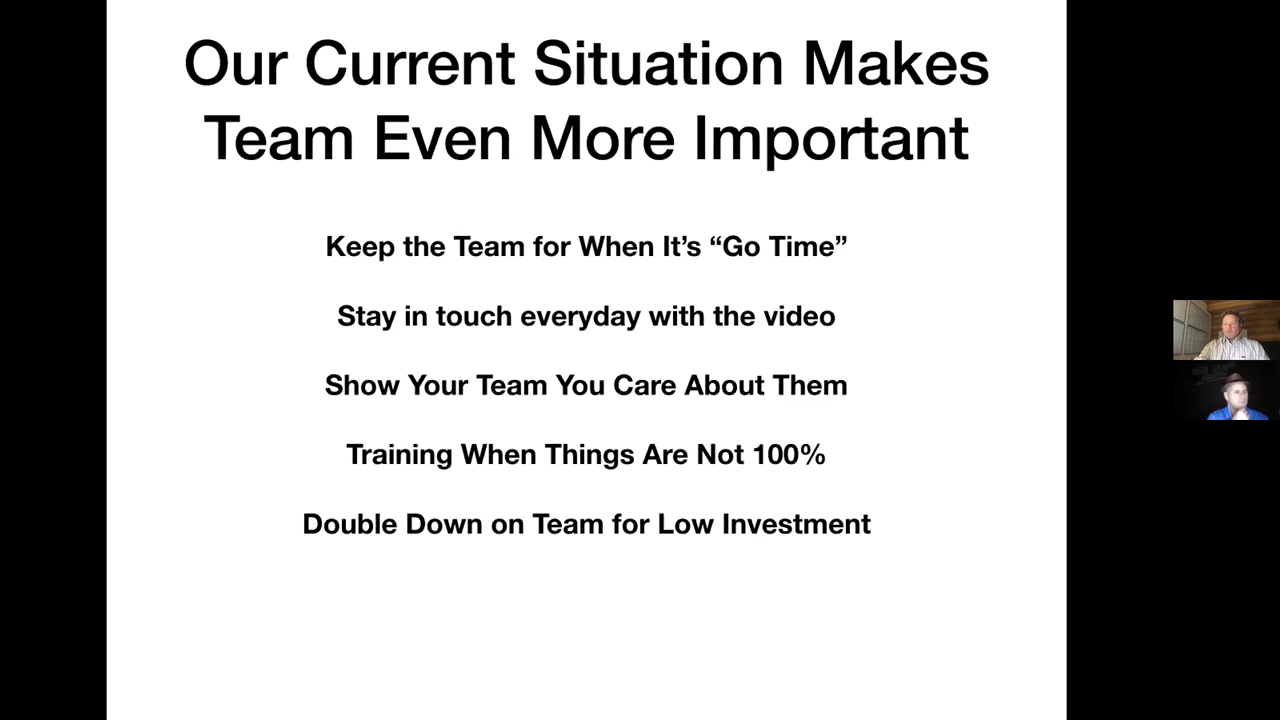 Our Current Situation Makes
Team Even More Important
Keep the Team for When It’s “Go Time”
Stay in touch everyday with the video
Show Your Team You Care About Them
Training When Things Are Not 100%
Double Down on Team for Low Investment